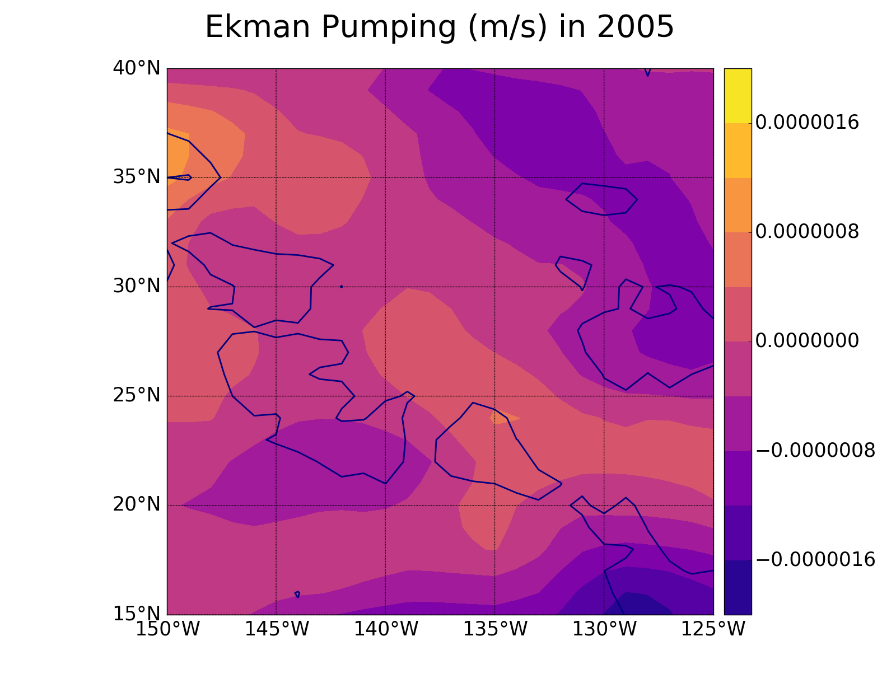 Ekman Pumping (m/s) in 2005
40°N
35°N
30°N
25°N
20°N
15°N
150°W 145°W 140°W 135°W 130°W 125°W
0.0000016
0.0000008
0.0000000
−0.0000008
−0.0000016